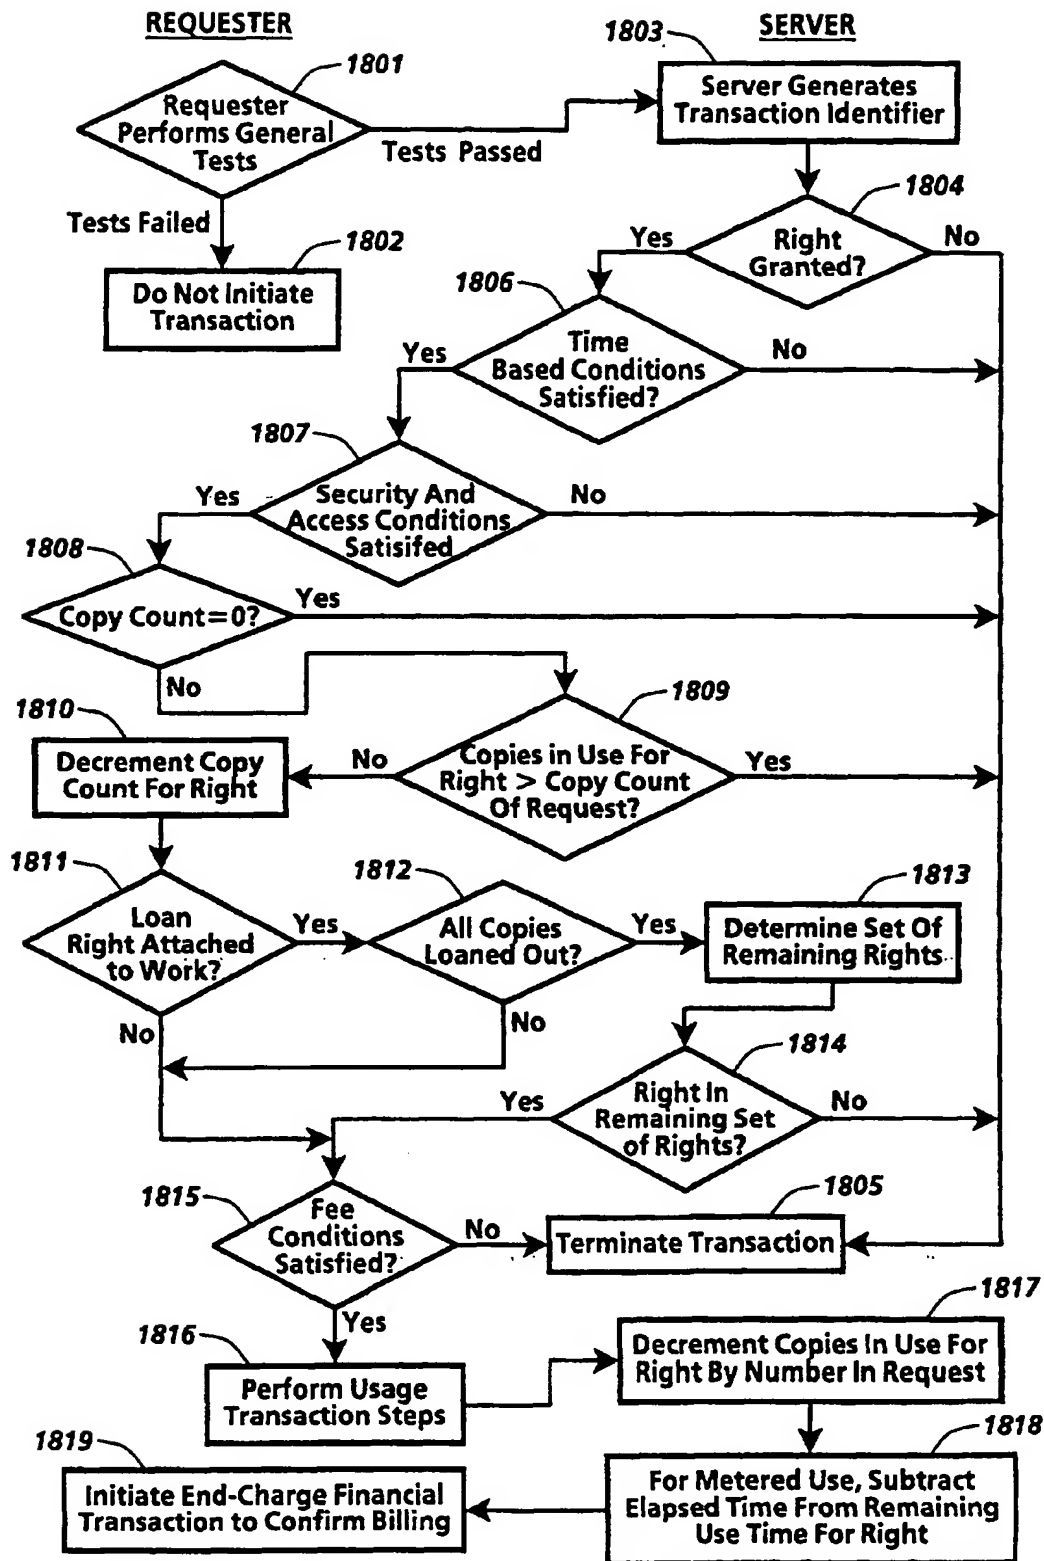 REQUESTER
SERVER
1801
1803
Requester
Performs General
Tests
Tests Passed
Server Generates
Transaction Identifier
Tests Failed
1802
Do Not Initiate
Transaction
1804
Right
Granted?
Yes
No
1806
Time
Based Conditions
Satisfied?
Yes
No
1807
Security And
Access Conditions
Satisifed
Yes
No
1808
Copy Count=0?
Yes
No
1809
Copies in Use For
Right > Copy Count
Of Request?
No
Yes
1810
Decrement Copy
Count For Right
1811
Loan
Right Attached
to Work?
Yes
No
1812
All Copies
Loaned Out?
Yes
No
1813
Determine Set Of
Remaining Rights
1814
Right In
Remaining Set
of Rights?
Yes
No
1815
Fee
Conditions
Satisfied?
No
Yes
1805
Terminate Transaction
1816
Perform Usage
Transaction Steps
1817
Decrement Copies In Use For
Right By Number In Request
1818
For Metered Use, Subtract
Elapsed Time From Remaining
Use Time For Right
1819
Initiate End-Charge Financial
Transaction to Confirm Billing